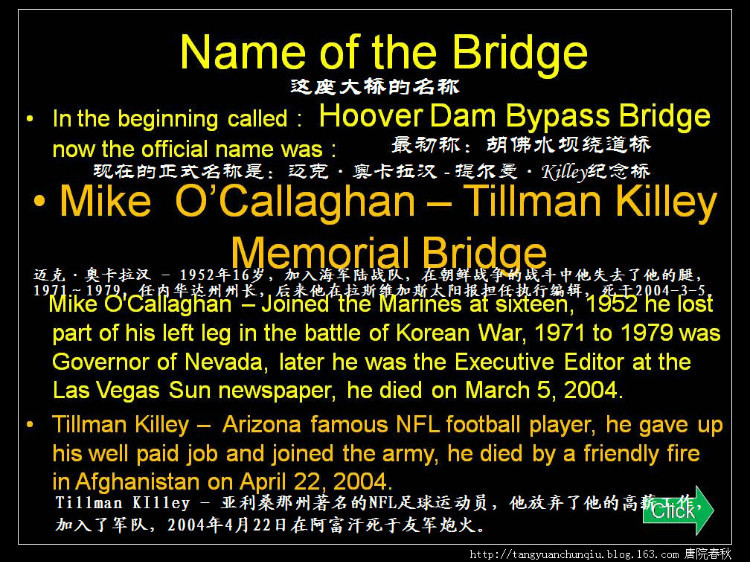 Name of the Bridge
这座大桥的名称
• In the beginning called： Hoover Dam Bypass Bridge
now the official name was：
最初称：胡佛水坝绕道桥
现在的正式名称是：迈克·奥卡拉汉 - 提尔曼·Killey纪念桥
• Mike O'Callaghan – Tillman Killey
Memorial Bridge
迈克·奥卡拉汉 - 1952年16岁，加入海军陆战队，在朝鲜战争的战斗中他失去了他的腿，
1971～1979，任内华达州州长，后来他在拉斯维加斯太阳报担任执行编辑，死于2004-3-5.
Mike O'Callaghan – Joined the Marines at sixteen, 1952 he lost
part of his left leg in the battle of Korean War, 1971 to 1979 was
Governor of Nevada, later he was the Executive Editor at the
Las Vegas Sun newspaper, he died on March 5, 2004.
• Tillman Killey – Arizona famous NFL football player, he gave up
his well paid job and joined the army, he died by a friendly fire
in Afghanistan on April 22, 2004.
Tillman KIlley - 亚利桑那州著名的NFL足球运动员，他放弃了他的高薪工作，
加入了军队，2004年4月22日在阿富汗死于友军炮火。
Click
http://tangyuanchunqiu.blog.163.com 唐院春秋